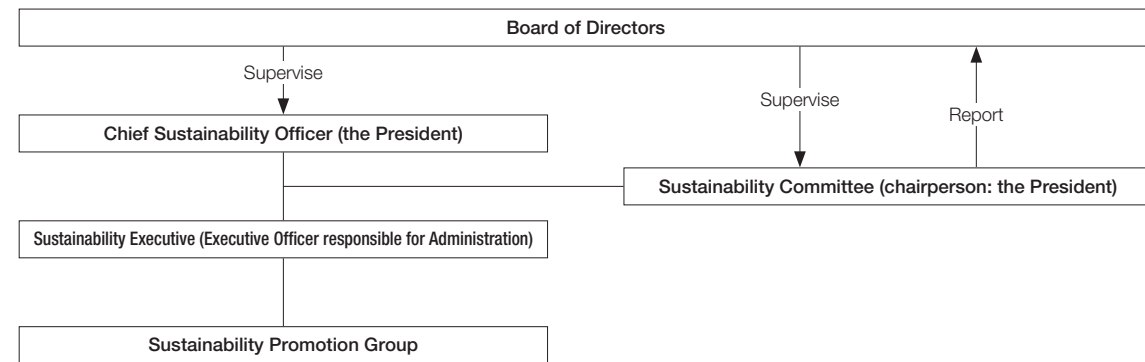 Board of Directors
Supervise
Supervise
Report
Chief Sustainability Officer (the President)
Sustainability Committee (chairperson: the President)
Sustainability Executive (Executive Officer responsible for Administration)
Sustainability Promotion Group